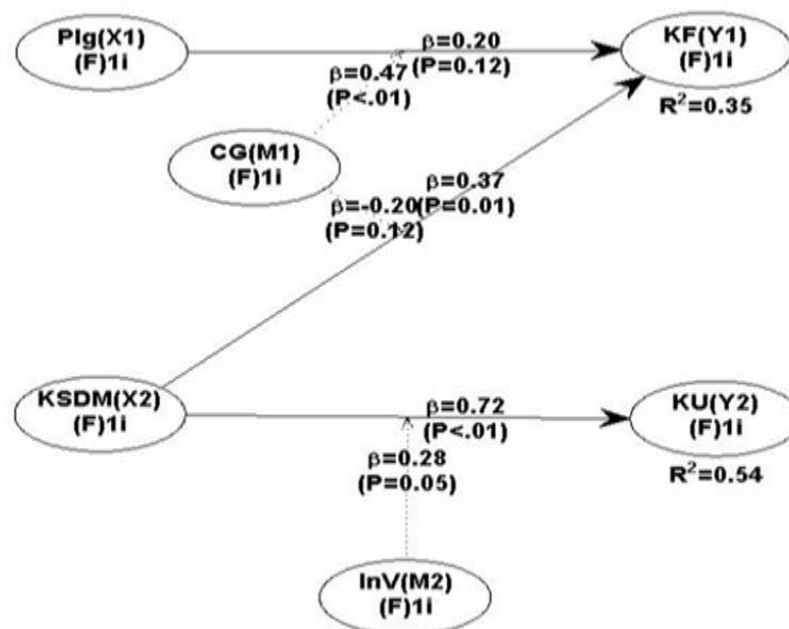 Plg(X1)
(F)1i
β=0.20
(P=0.12)
KF(Y1)
(F)1i
R²=0.35
β=0.47
(P<.01)
CG(M1)
(F)1i
β=0.37
(P=0.01)
β=-0.20
(P=0.12)
KSDM(X2)
(F)1i
β=0.72
(P<.01)
KU(Y2)
(F)1i
R²=0.54
β=0.28
(P=0.05)
InV(M2)
(F)1i